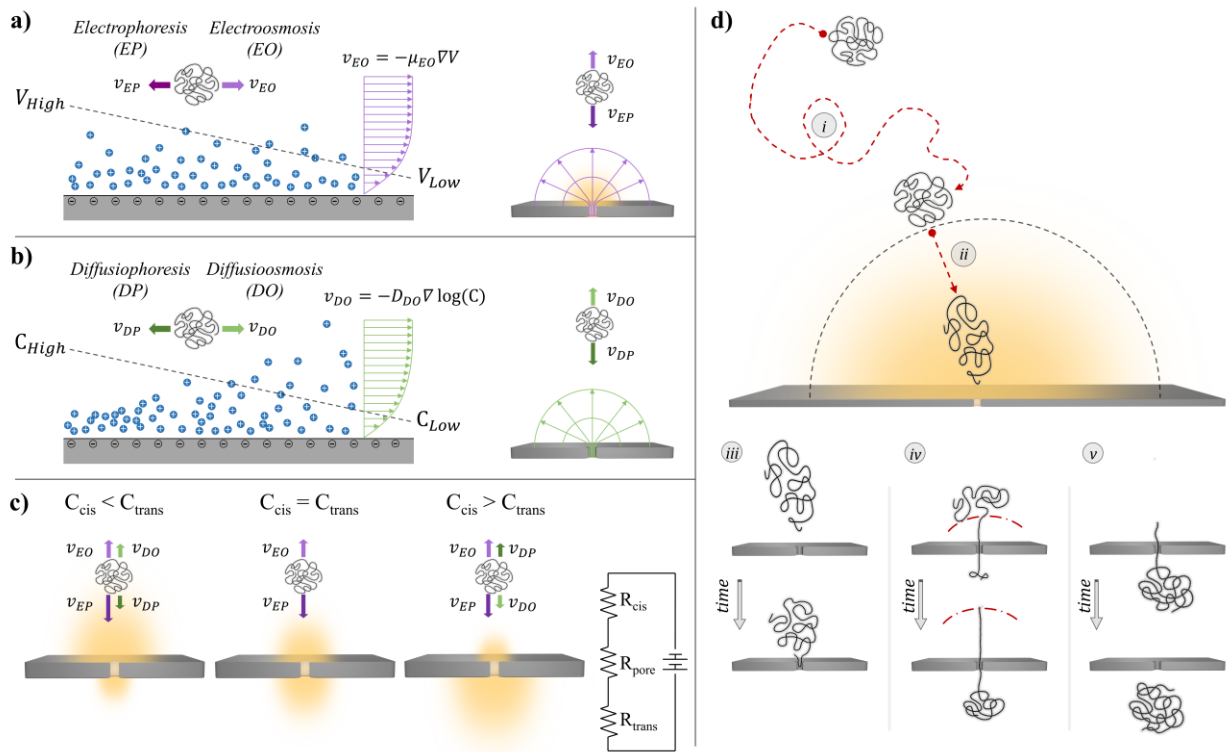 a)
Electrophoresis
(EP)
Electroosmosis
(EO)
v_EO = −μ_EO∇V
v_EP
v_EO
V_High
V_Low
v_EO
v_EP
b)
Diffusiophoresis
(DP)
Diffusioosmosis
(DO)
v_DO = −D_DO∇ log(C)
v_DP
v_DO
C_High
C_Low
v_DO
v_DP
c)
C_cis < C_trans
C_cis = C_trans
C_cis > C_trans
v_EO
v_DO
v_EP
v_DP
v_EO
v_EP
v_EO
v_DP
v_EP
v_DO
R_cis
R_pore
R_trans
d)
i
ii
iii
iv
v
time
time
time